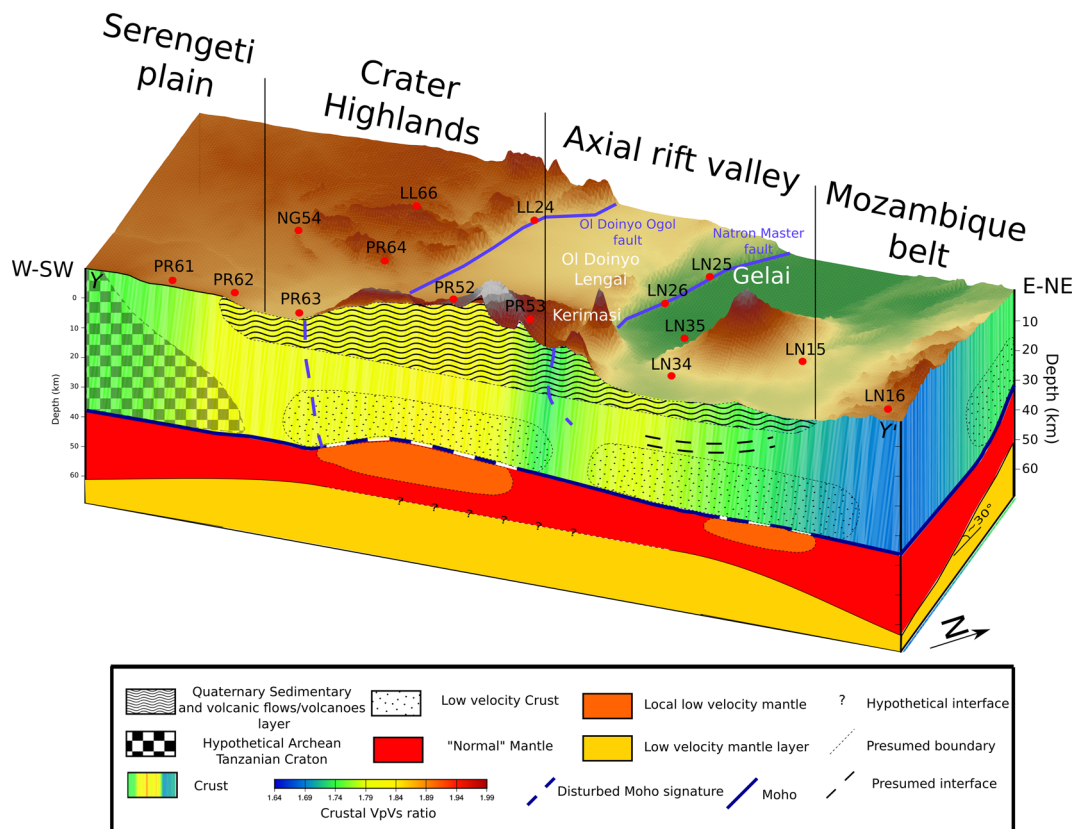 Serengeti
plain
Crater
Highlands
Axial rift valley
Mozambique
belt
LL66
NG54
LL24
Ol Doinyo Ogol
fault
Natron Master
fault
PR64
W-SW
PR61
PR62
Y
PR63
PR52
PR53
Ol Doinyo
Lengai
Kerimasi
LN25
Gelai
LN26
LN35
LN34
LN15
LN16
Y'
E-NE
0
10
20
30
40
50
60
Depth (km)
10
20
30
40
50
60
Depth (km)
? ? ? ? ? ?
~30°
N
Quaternary Sedimentary
and volcanic flows/volcanoes
layer
Low velocity Crust
Local low velocity mantle
? Hypothetical interface
Hypothetical Archean
Tanzanian Craton
"Normal" Mantle
Low velocity mantle layer
Presumed boundary
Crust
1.64 1.69 1.74 1.79 1.84 1.89 1.94 1.99
Crustal VpVs ratio
Disturbed Moho signature
Moho
Presumed interface